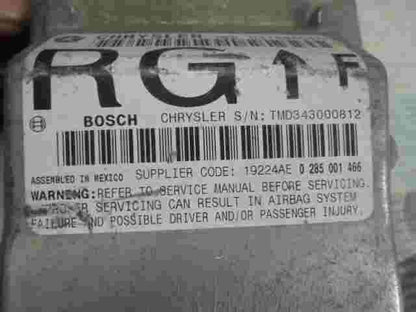 RG↑F
BOSCH CHRYSLER S/N: TMD343000812
ASSEMBLED IN MEXICO SUPPLIER CODE: 19224AE 0 285 001 466
WARNING: REFER TO SERVICE MANUAL BEFORE SERVICING.
SERVICING CAN RESULT IN AIRBAG SYSTEM
FAILURE AND POSSIBLE DRIVER AND/OR PASSENGER INJURY.